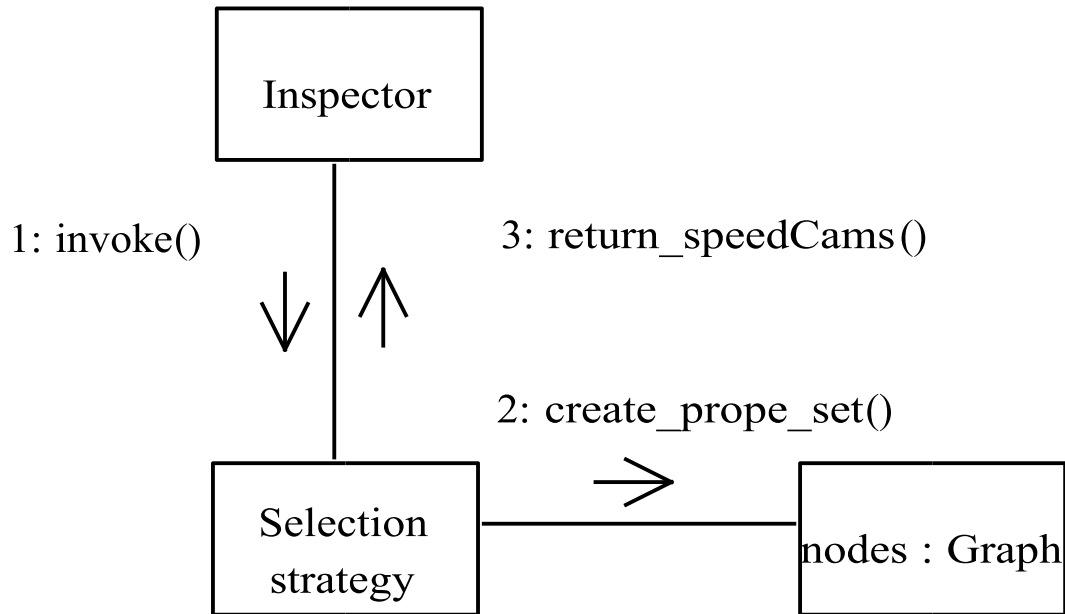 Inspector
1: invoke()
3: return_speedCams()
2: create_prope_set()
Selection
strategy
nodes : Graph